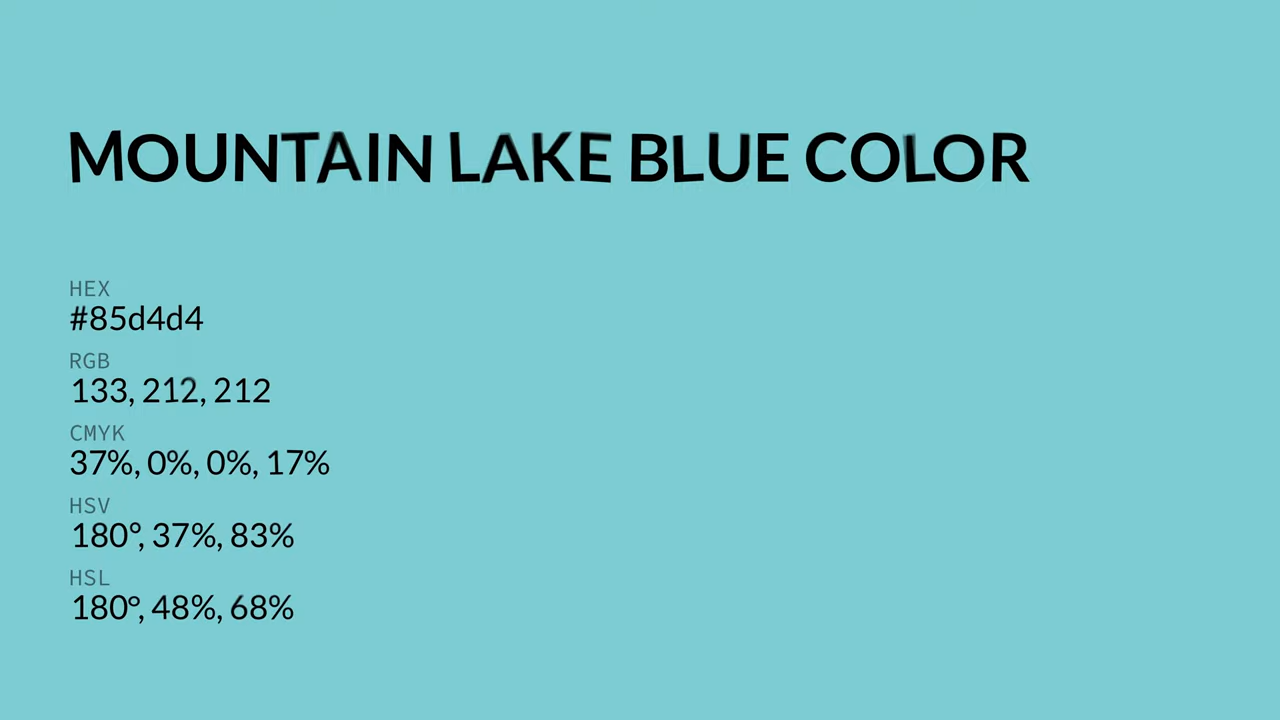 MOUNTAIN LAKE BLUE COLOR
HEX
#85d4d4
RGB
133, 212, 212
CMYK
37%, 0%, 0%, 17%
HSV
180°, 37%, 83%
HSL
180°, 48%, 68%